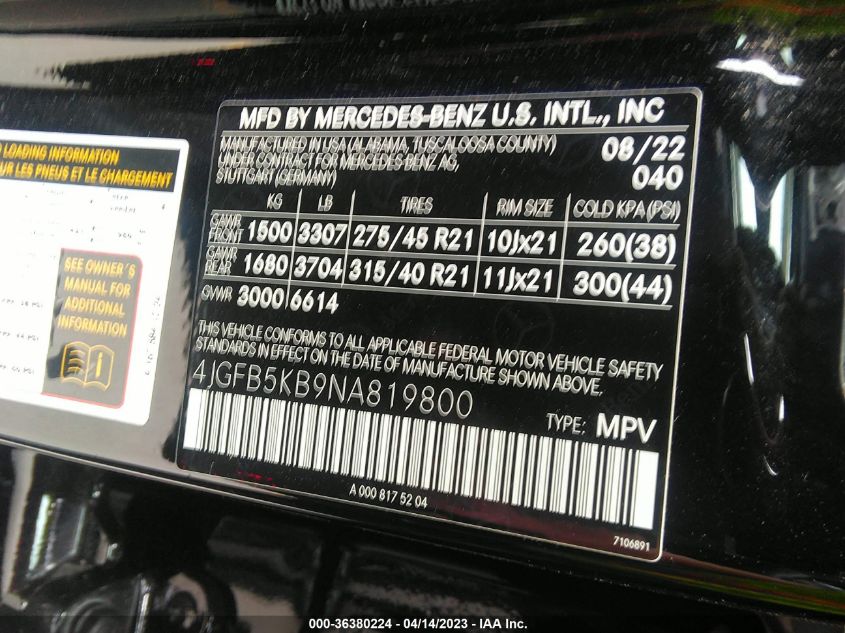 LOADING INFORMATION
UR LES PNEUS ET LE CHARGEMENT
SEE OWNER´S
MANUAL FOR
ADDITIONAL
INFORMATION
MFD BY MERCEDES-BENZ U.S. INTL., INC
MANUFACTURED IN USA (ALABAMA, TUSCALOOSA COUNTY) 08/22
UNDER CONTRACT FOR MERCEDES-BENZ AG,
STUTTGART (GERMANY) 040
KG LB TIRES RIM SIZE COLD KPA(PSI)
GAWR FRONT 1500 3307 275/45 R21 10Jx21 260(38)
GAWR REAR 1680 3704 315/40 R21 11Jx21 300(44)
GVWR 3000 6614
THIS VEHICLE CONFORMS TO ALL APPLICABLE FEDERAL MOTOR VEHICLE SAFETY
STANDARDS IN EFFECT ON THE DATE OF MANUFACTURE SHOWN ABOVE.
4JGFB5KB9NA819800
TYPE: MPV
A 000 817 52 04
7106891
000-36380224 - 04/14/2023 - IAA Inc.